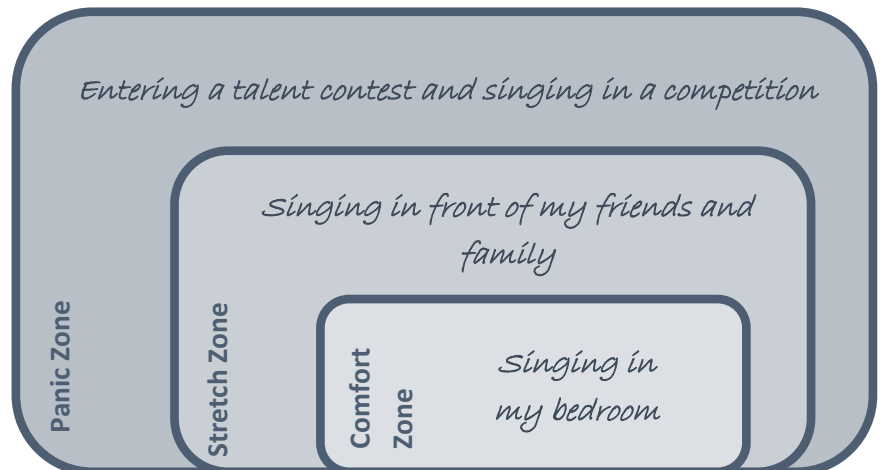 Entering a talent contest and singing in a competition
Singing in front of my friends and
family
Panic Zone
Stretch Zone
Comfort
Zone
Singing in
my bedroom